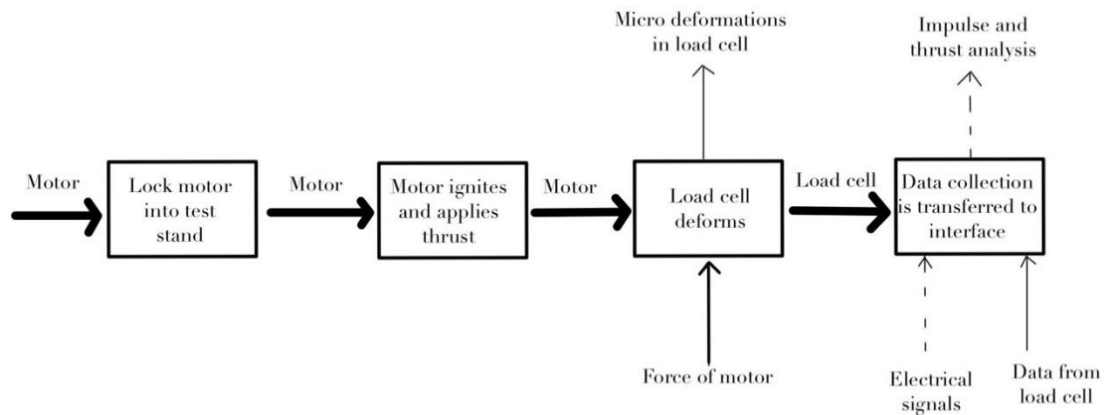 Micro deformations
in load cell
Impulse and
thrust analysis
Motor
Lock motor
into test
stand
Motor
Motor ignites
and applies
thrust
Motor
Load cell
deforms
Load cell
Data collection
is transferred to
interface
Force of motor
Electrical
signals
Data from
load cell